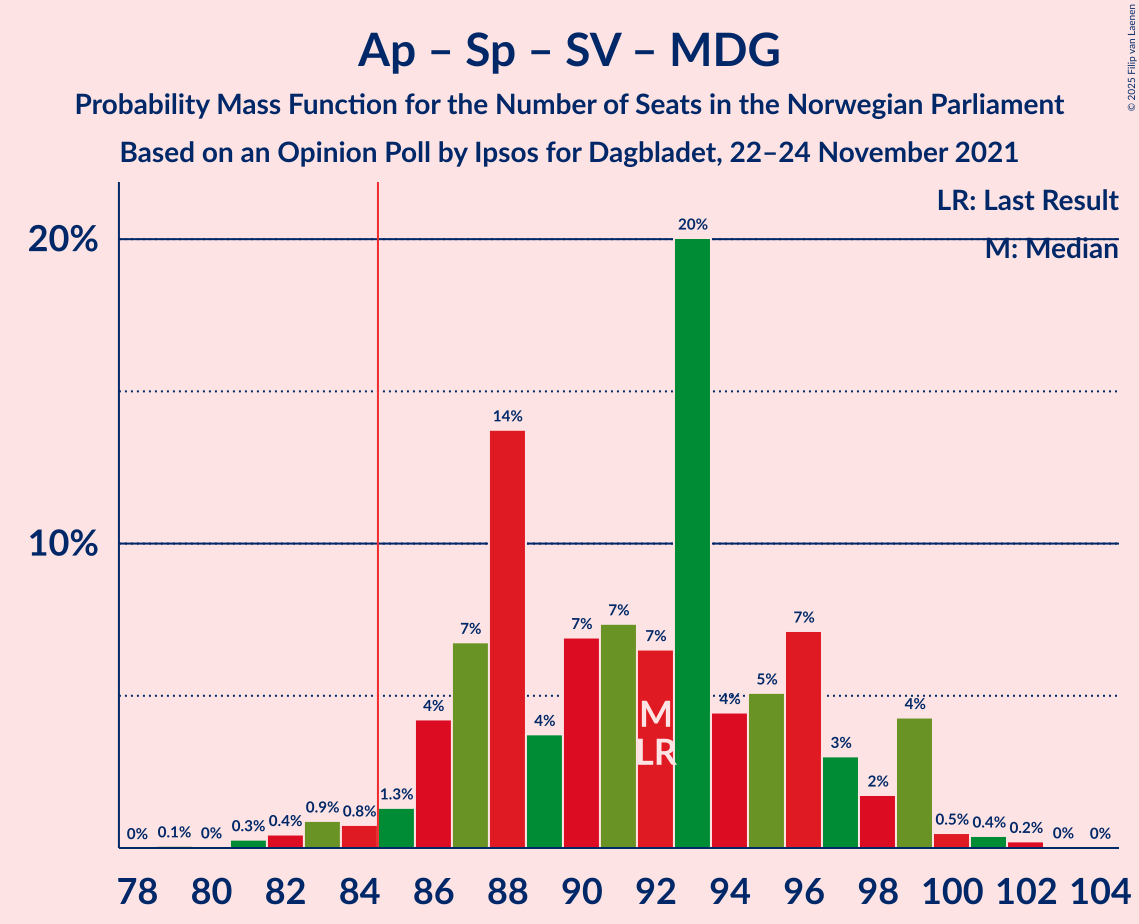 Ap – Sp – SV – MDG
Probability Mass Function for the Number of Seats in the Norwegian Parliament
Based on an Opinion Poll by Ipsos for Dagbladet, 22–24 November 2021
© 2025 Filip van Laenen
LR: Last Result
M: Median
20%
10%
0% 0.1% 0% 0.3% 0.4% 0.9% 0.8% 1.3% 4% 7% 14% 4% 7% 7% 7% 20% 4% 5% 7% 3% 2% 4% 0.5% 0.4% 0.2% 0% 0%
M
LR
78 80 82 84 86 88 90 92 94 96 98 100 102 104